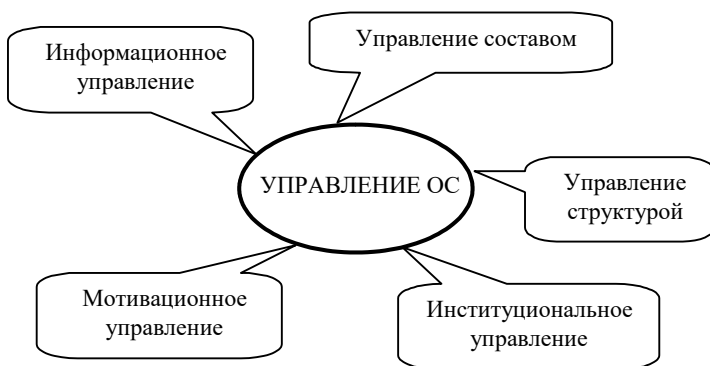 Информационное
управление
Управление составом
УПРАВЛЕНИЕ ОС
Управление
структурой
Мотивационное
управление
Институциональное
управление